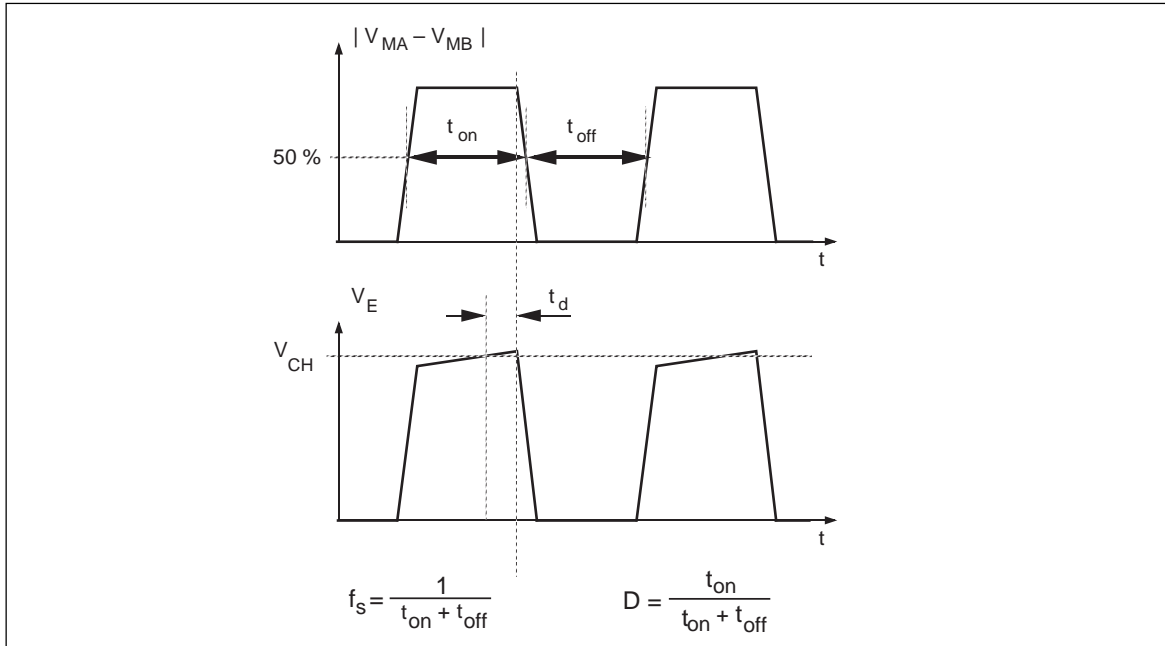 | V_MA – V_MB |
t_on
t_off
50 %
t
V_E
t_d
V_CH
t
f_s = 1 / (t_on + t_off)
D = t_on / (t_on + t_off)